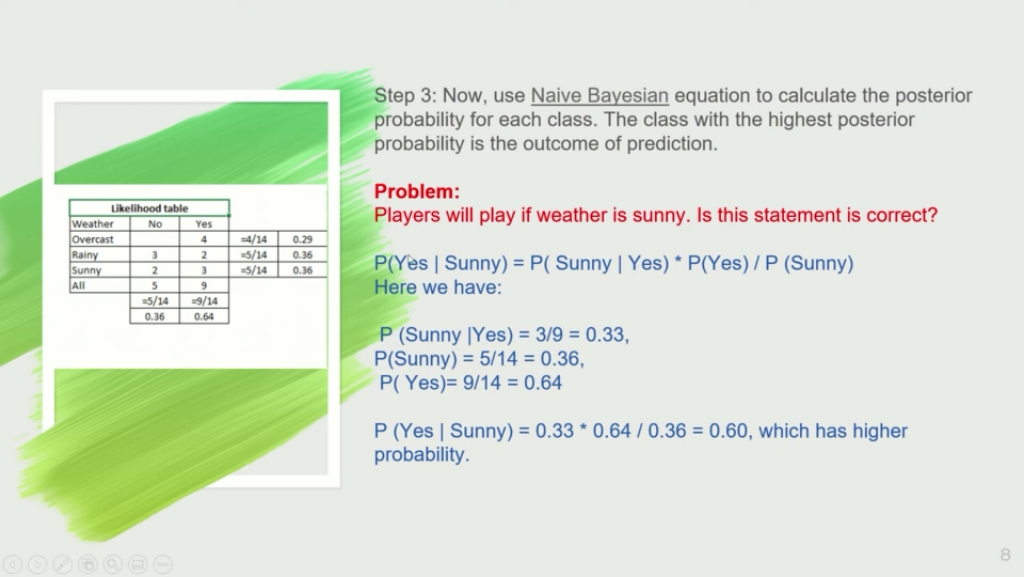 Step 3: Now, use Naive Bayesian equation to calculate the posterior
probability for each class. The class with the highest posterior
probability is the outcome of prediction.
Problem:
Players will play if weather is sunny. Is this statement is correct?
P(Yes | Sunny) = P( Sunny | Yes) * P(Yes) / P (Sunny)
Here we have:
P (Sunny |Yes) = 3/9 = 0.33,
P(Sunny) = 5/14 = 0.36,
P( Yes)= 9/14 = 0.64
P (Yes | Sunny) = 0.33 * 0.64 / 0.36 = 0.60, which has higher
probability.
Likelihood table
Weather No Yes
Overcast 4 =4/14 0.29
Rainy 3 2 =5/14 0.36
Sunny 2 3 =5/14 0.36
All 5 9
=5/14 =9/14
0.36 0.64
8